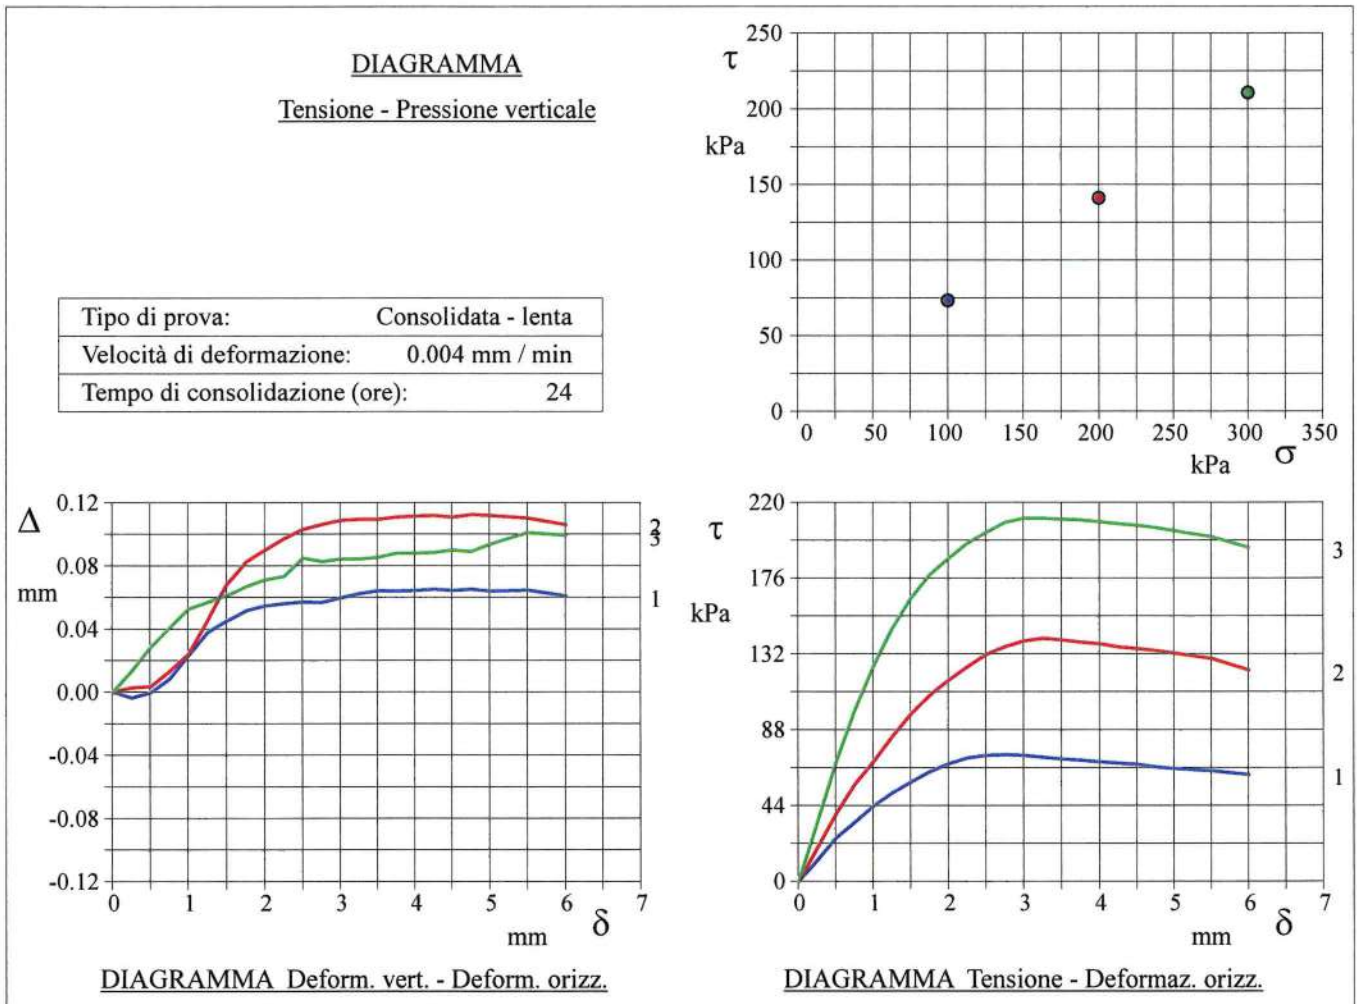 DIAGRAMMA
Tensione - Pressione verticale
Tipo di prova: Consolidata - lenta
Velocità di deformazione: 0.004 mm / min
Tempo di consolidazione (ore): 24
τ
kPa
250
200
150
100
50
0
0 50 100 150 200 250 300 350
kPa σ
Δ
mm
0.12
0.08
0.04
0.00
-0.04
-0.08
-0.12
2
3
1
0 1 2 3 4 5 6 7
mm δ
DIAGRAMMA Deform. vert. - Deform. orizz.
τ
kPa
220
176
132
88
44
0
3
2
1
0 1 2 3 4 5 6 7
mm δ
DIAGRAMMA Tensione - Deformaz. orizz.